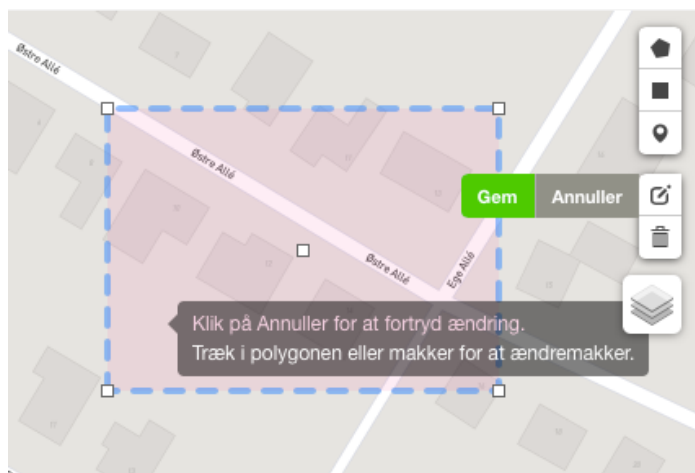 Østre Allé
Østre Allé
Gem
Annuller
Østre Allé
Ege Allé
Klik på Annuller for at fortryd ændring.
Træk i polygonen eller makker for at ændremakker.